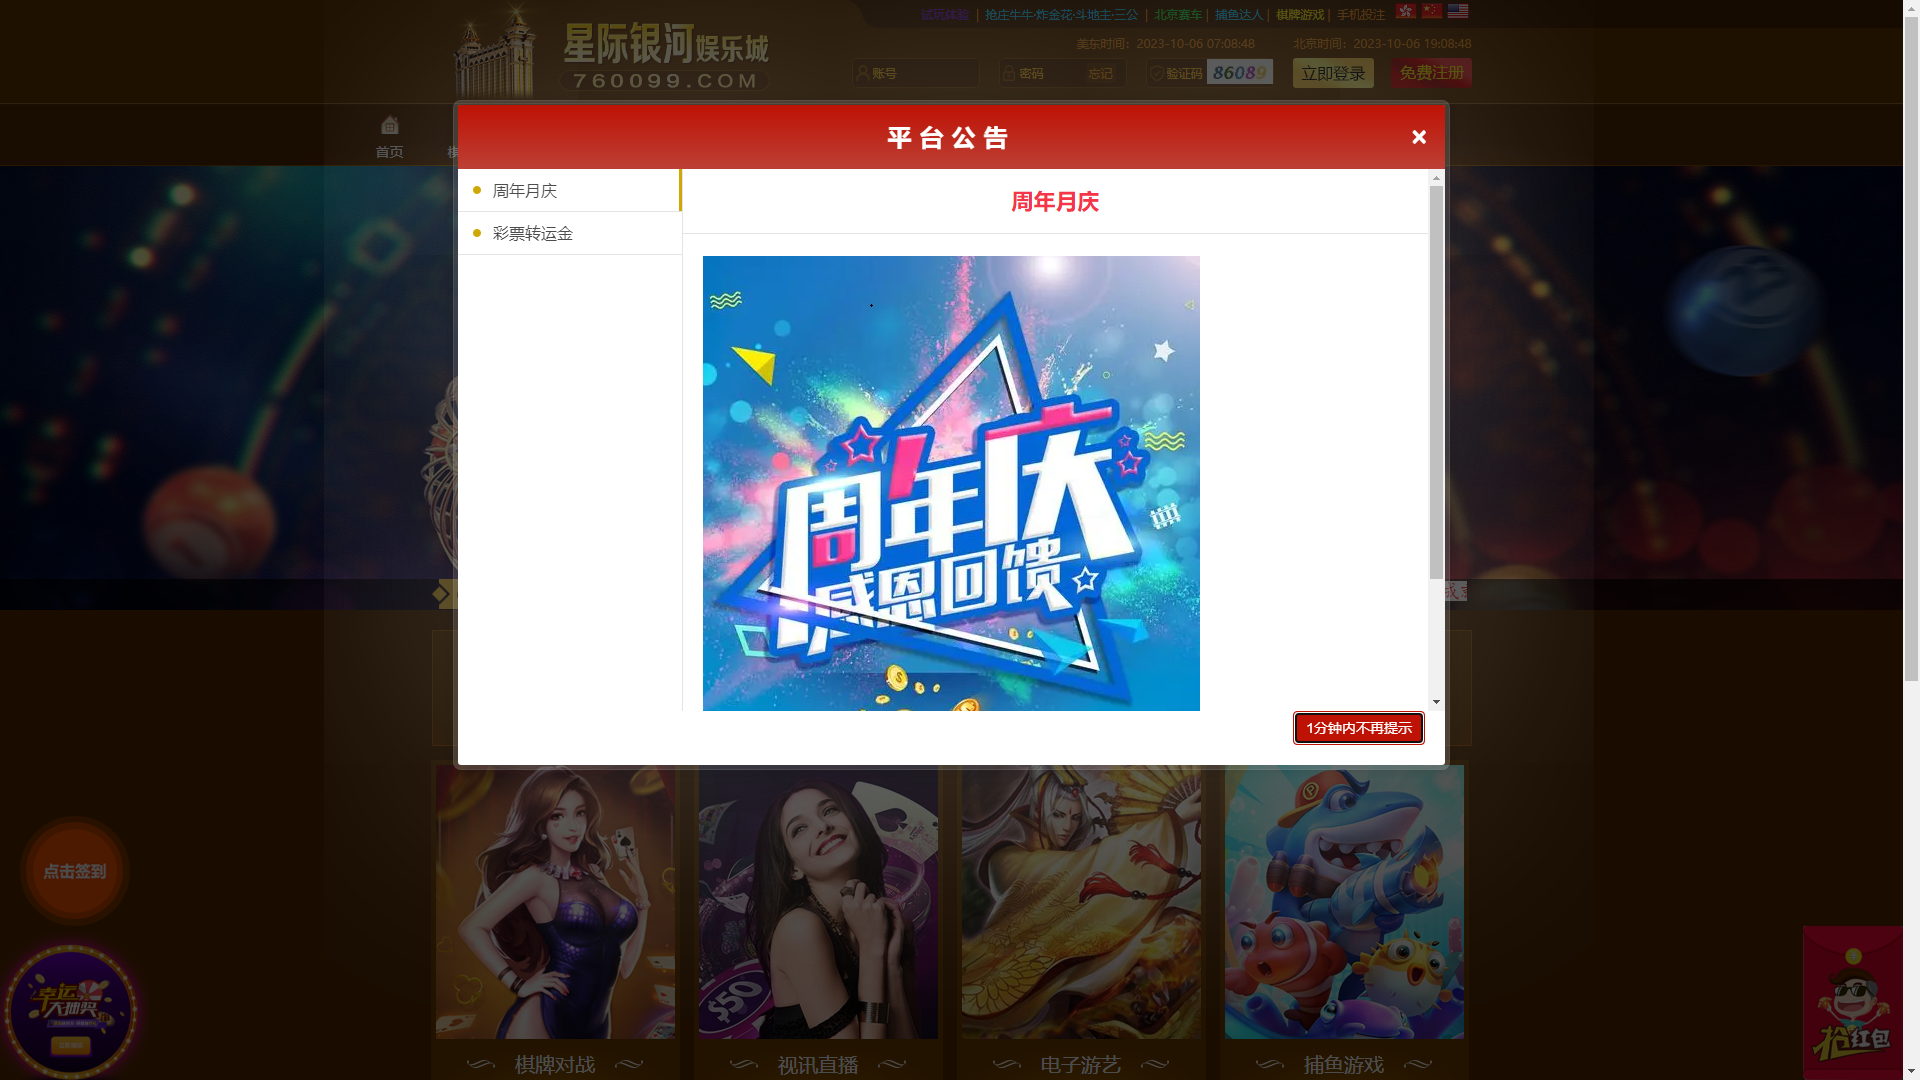 试玩体验 | 抢庄牛牛·炸金花·斗地主·三公 | 北京赛车 | 捕鱼达人 | 棋牌游戏 | 手机投注
星际银河娱乐城
760099.COM
美东时间：2023-10-06 07:08:48 北京时间：2023-10-06 19:08:48
账号 密码 忘记 验证码 86089 立即登录 免费注册
首页
平台公告 ×
周年月庆
彩票转运金
周年月庆
周年庆
感恩回馈
1分钟内不再提示
点击签到
幸运
大抽奖
抢红包
棋牌对战 视讯直播 电子游艺 捕鱼游戏
$50